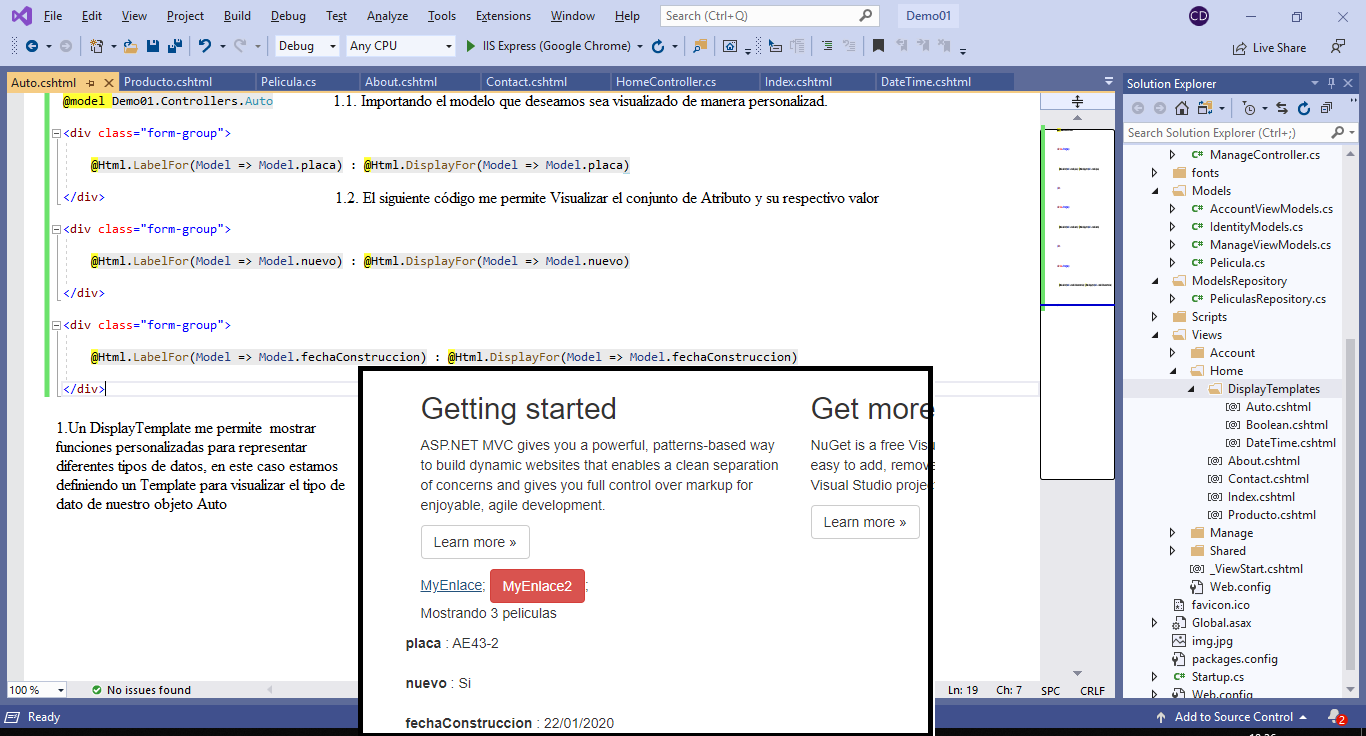 File Edit View Project Build Debug Test Analyze Tools Extensions Window Help Search (Ctrl+Q) Demo01 CD
Debug Any CPU IIS Express (Google Chrome) Live Share
Auto.cshtml Producto.cshtml Pelicula.cs About.cshtml Contact.cshtml HomeController.cs Index.cshtml DateTime.cshtml
@model Demo01.Controllers.Auto
1.1. Importando el modelo que deseamos sea visualizado de manera personalizad.
<div class="form-group">
@Html.LabelFor(Model => Model.placa) : @Html.DisplayFor(Model => Model.placa)
</div>
1.2. El siguiente código me permite Visualizar el conjunto de Atributo y su respectivo valor
<div class="form-group">
@Html.LabelFor(Model => Model.nuevo) : @Html.DisplayFor(Model => Model.nuevo)
</div>
<div class="form-group">
@Html.LabelFor(Model => Model.fechaConstruccion) : @Html.DisplayFor(Model => Model.fechaConstruccion)
</div>
1.Un DisplayTemplate me permite mostrar
funciones personalizadas para representar
diferentes tipos de datos, en este caso estamos
definiendo un Template para visualizar el tipo de
dato de nuestro objeto Auto
Getting started
ASP.NET MVC gives you a powerful, patterns-based way
to build dynamic websites that enables a clean separation
of concerns and gives you full control over markup for
enjoyable, agile development.
Learn more »
MyEnlace; MyEnlace2 ;
Mostrando 3 peliculas
placa : AE43-2
nuevo : Si
fechaConstruccion : 22/01/2020
Get more
NuGet is a free Visu
easy to add, remov
Visual Studio projec
Learn more »
Solution Explorer
Search Solution Explorer (Ctrl+;)
C# ManageController.cs
fonts
Models
C# AccountViewModels.cs
C# IdentityModels.cs
C# ManageViewModels.cs
C# Pelicula.cs
ModelsRepository
C# PeliculasRepository.cs
Scripts
Views
Account
Home
DisplayTemplates
[@] Auto.cshtml
[@] Boolean.cshtml
[@] DateTime.cshtml
[@] About.cshtml
[@] Contact.cshtml
[@] Index.cshtml
[@] Producto.cshtml
Manage
Shared
[@] _ViewStart.cshtml
Web.config
favicon.ico
Global.asax
img.jpg
packages.config
C# Startup.cs
Web.config
100 % No issues found Ln: 19 Ch: 7 SPC CRLF
Ready Add to Source Control 2